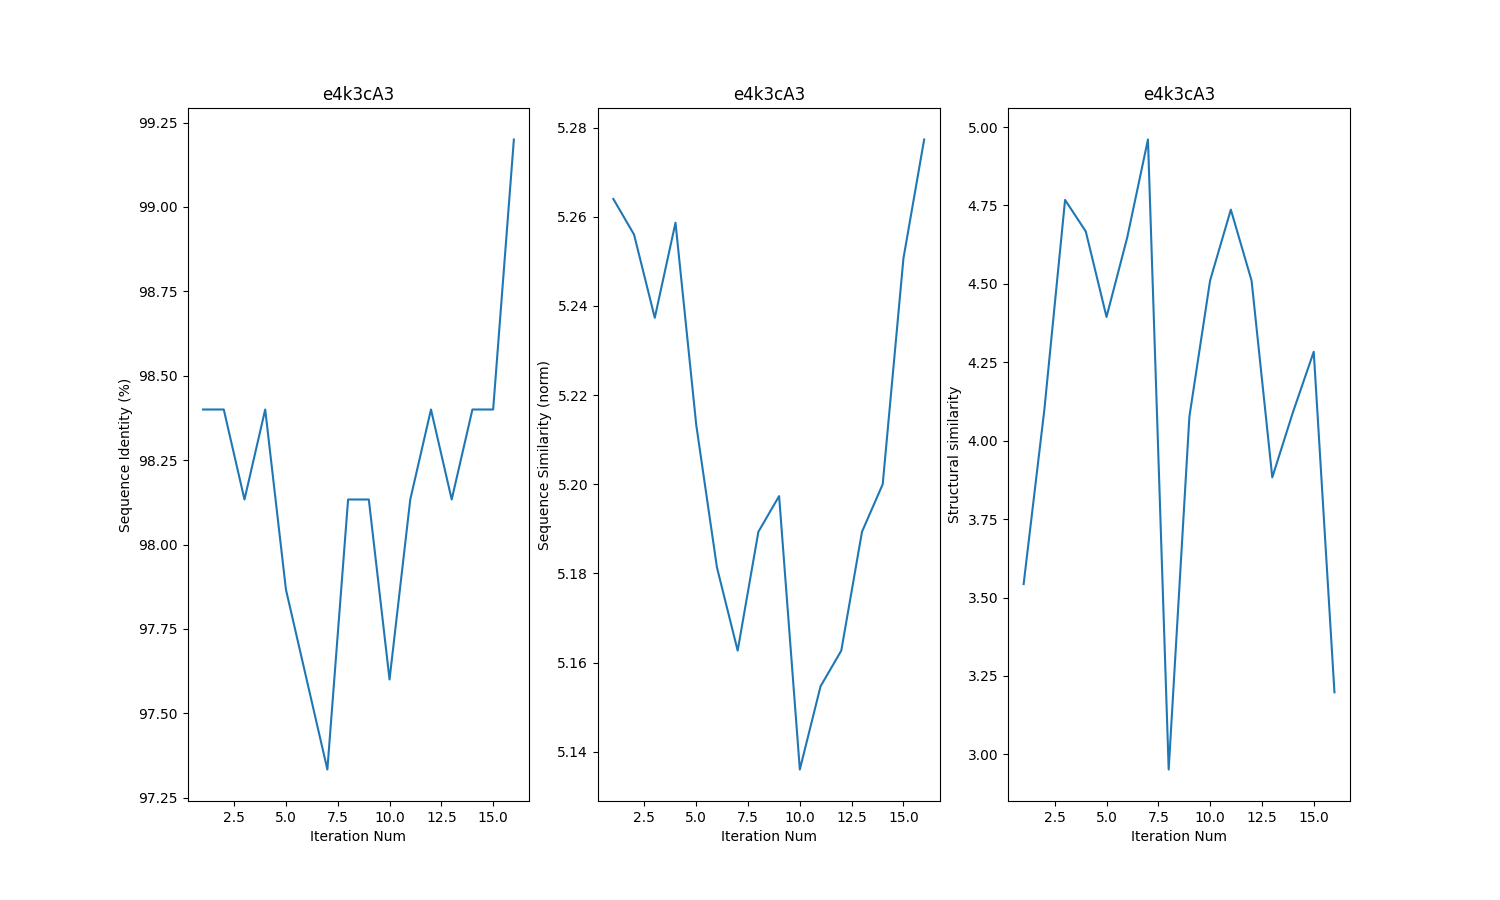 e4k3cA3
Sequence Identity (%)
99.25
99.00
98.75
98.50
98.25
98.00
97.75
97.50
97.25
2.5 5.0 7.5 10.0 12.5 15.0
Iteration Num
e4k3cA3
Sequence Similarity (norm)
5.28
5.26
5.24
5.22
5.20
5.18
5.16
5.14
2.5 5.0 7.5 10.0 12.5 15.0
Iteration Num
e4k3cA3
Structural similarity
5.00
4.75
4.50
4.25
4.00
3.75
3.50
3.25
3.00
2.5 5.0 7.5 10.0 12.5 15.0
Iteration Num